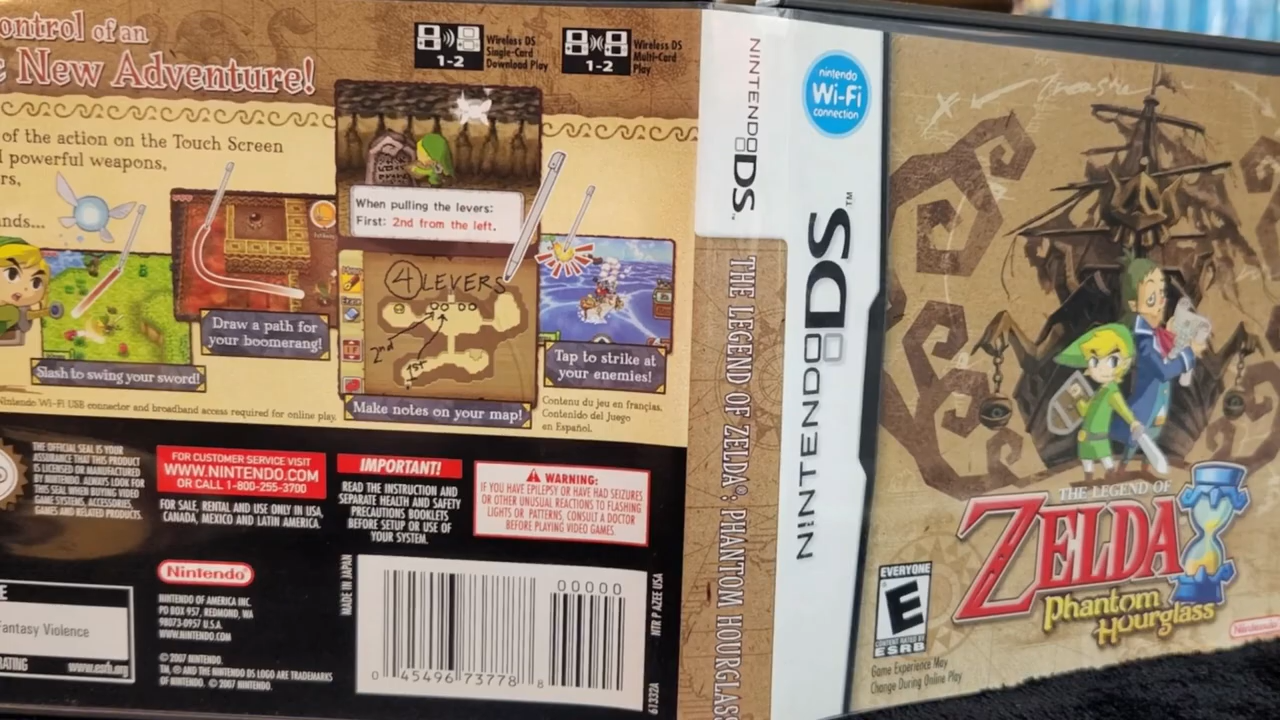 ontrol of an
New Adventure!
of the action on the Touch Screen
powerful weapons,
rs,
nds...
Wireless DS
Single-Card
Download Play
1-2
Wireless DS
Multi-Card
Play
1-2
When pulling the levers:
First: 2nd from the left.
4 LEVERS
2nd
1st
Slash to swing your sword!
Draw a path for
your boomerang!
Make notes on your map!
Tap to strike at
your enemies!
Nintendo Wi-Fi USB connector and broadband access required for online play.
Contenu du jeu en français.
Contenido del Juego
en Español.
THE OFFICIAL SEAL IS YOUR
ASSURANCE THAT THIS PRODUCT
IS LICENSED OR MANUFACTURED
BY NINTENDO. ALWAYS LOOK FOR
THIS SEAL WHEN BUYING VIDEO
GAME SYSTEMS, ACCESSORIES,
GAMES AND RELATED PRODUCTS.
FOR CUSTOMER SERVICE VISIT
WWW.NINTENDO.COM
OR CALL 1-800-255-3700
FOR SALE, RENTAL AND USE ONLY IN USA,
CANADA, MEXICO AND LATIN AMERICA.
IMPORTANT!
READ THE INSTRUCTION AND
SEPARATE HEALTH AND SAFETY
PRECAUTIONS BOOKLETS
BEFORE SETUP OR USE OF
YOUR SYSTEM.
WARNING:
IF YOU HAVE EPILEPSY OR HAVE HAD SEIZURES
OR OTHER UNUSUAL REACTIONS TO FLASHING
LIGHTS OR PATTERNS, CONSULT A DOCTOR
BEFORE PLAYING VIDEO GAMES.
Nintendo
NINTENDO OF AMERICA INC.
PO BOX 957, REDMOND, WA
98073-0957 U.S.A.
WWW.NINTENDO.COM
© 2007 NINTENDO.
TM, ® AND THE NINTENDO DS LOGO ARE TRADEMARKS
OF NINTENDO. © 2007 NINTENDO.
Fantasy Violence
RATING
www.esrb.org
MADE IN JAPAN
00000
0 45496 73778 8
NTR P AZEE USA
61332A
NINTENDO DS™
THE LEGEND OF ZELDA®: PHANTOM HOURGLASS
nintendo
Wi-Fi
connection
NINTENDO DS™
THE LEGEND OF
ZELDA
Phantom
Hourglass
EVERYONE
E
CONTENT RATED BY
ESRB
Game Experience May
Change During Online Play
Nintendo